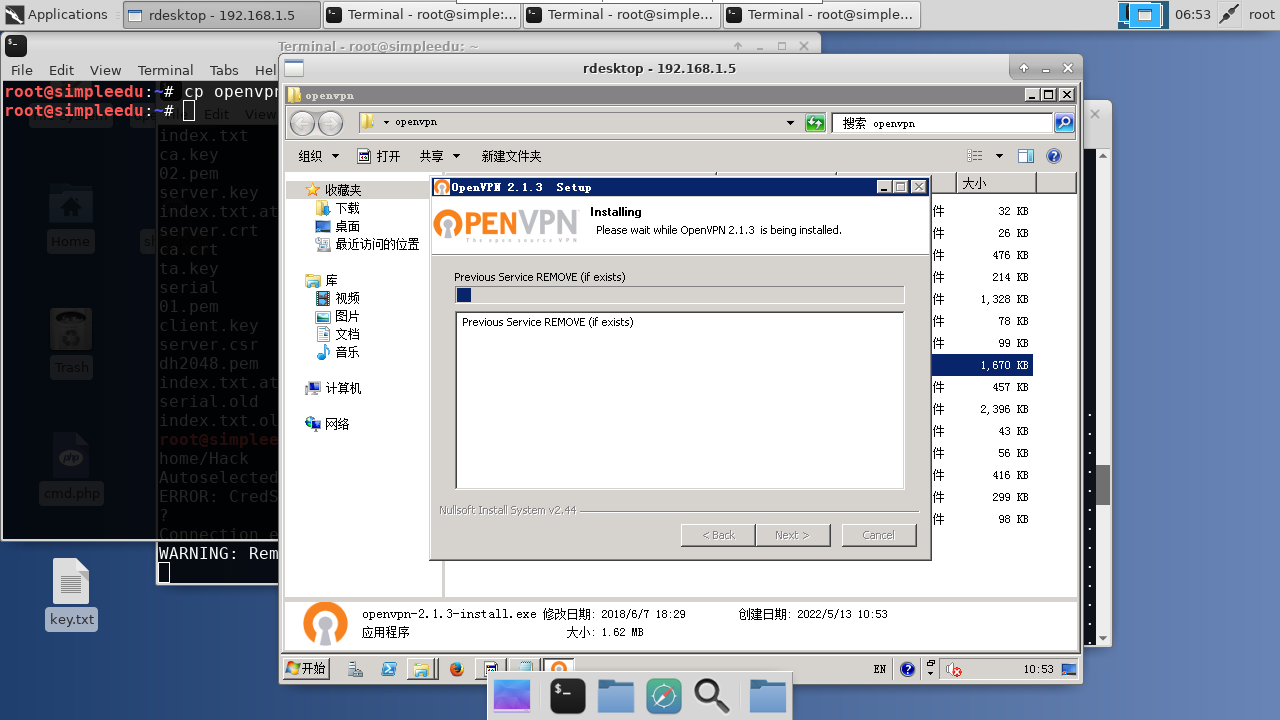 Applications
rdesktop - 192.168.1.5
Terminal - root@simple:...
Terminal - root@simple...
Terminal - root@simple...
06:53
root
Terminal - root@simpleedu: ~
File Edit View Terminal Tabs Hel
root@simpleedu:~# cp openvpn
root@simpleedu:~#
index.txt
ca.key
02.pem
server.key
index.txt.at
server.crt
ca.crt
ta.key
serial
01.pem
client.key
server.csr
dh2048.pem
index.txt.at
serial.old
index.txt.ol
root@simpleedu
home/Hack
Autoselected
ERROR: CredS
?
Connection e
WARNING: Rem
Home
Trash
cmd.php
key.txt
rdesktop - 192.168.1.5
openvpn
openvpn
搜索 openvpn
组织 打开 共享 新建文件夹
收藏夹
下载
桌面
最近访问的位置
库
视频
图片
文档
音乐
计算机
网络
大小
件 32 KB
件 26 KB
件 476 KB
件 214 KB
件 1,328 KB
件 78 KB
件 99 KB
1,670 KB
件 457 KB
件 2,396 KB
件 43 KB
件 56 KB
件 416 KB
件 299 KB
件 98 KB
OpenVPN 2.1.3 Setup
OPENVPN
The open source VPN
Installing
Please wait while OpenVPN 2.1.3 is being installed.
Previous Service REMOVE (if exists)
Previous Service REMOVE (if exists)
Nullsoft Install System v2.44
< Back
Next >
Cancel
openvpn-2.1.3-install.exe 修改日期: 2018/6/7 18:29 创建日期: 2022/5/13 10:53
应用程序 大小: 1.62 MB
开始
EN
10:53